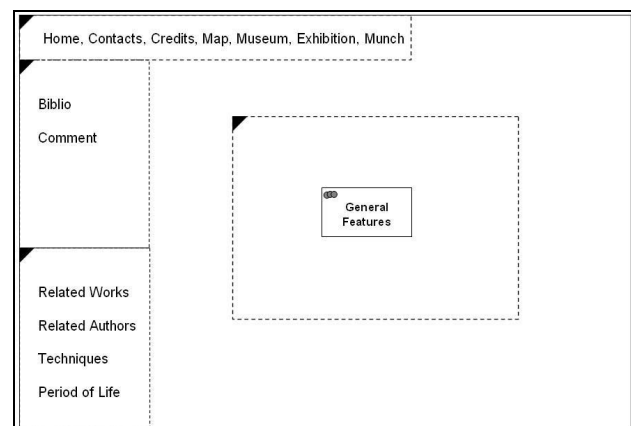 Home, Contacts, Credits, Map, Museum, Exhibition, Munch
Biblio
Comment
General
Features
Related Works
Related Authors
Techniques
Period of Life